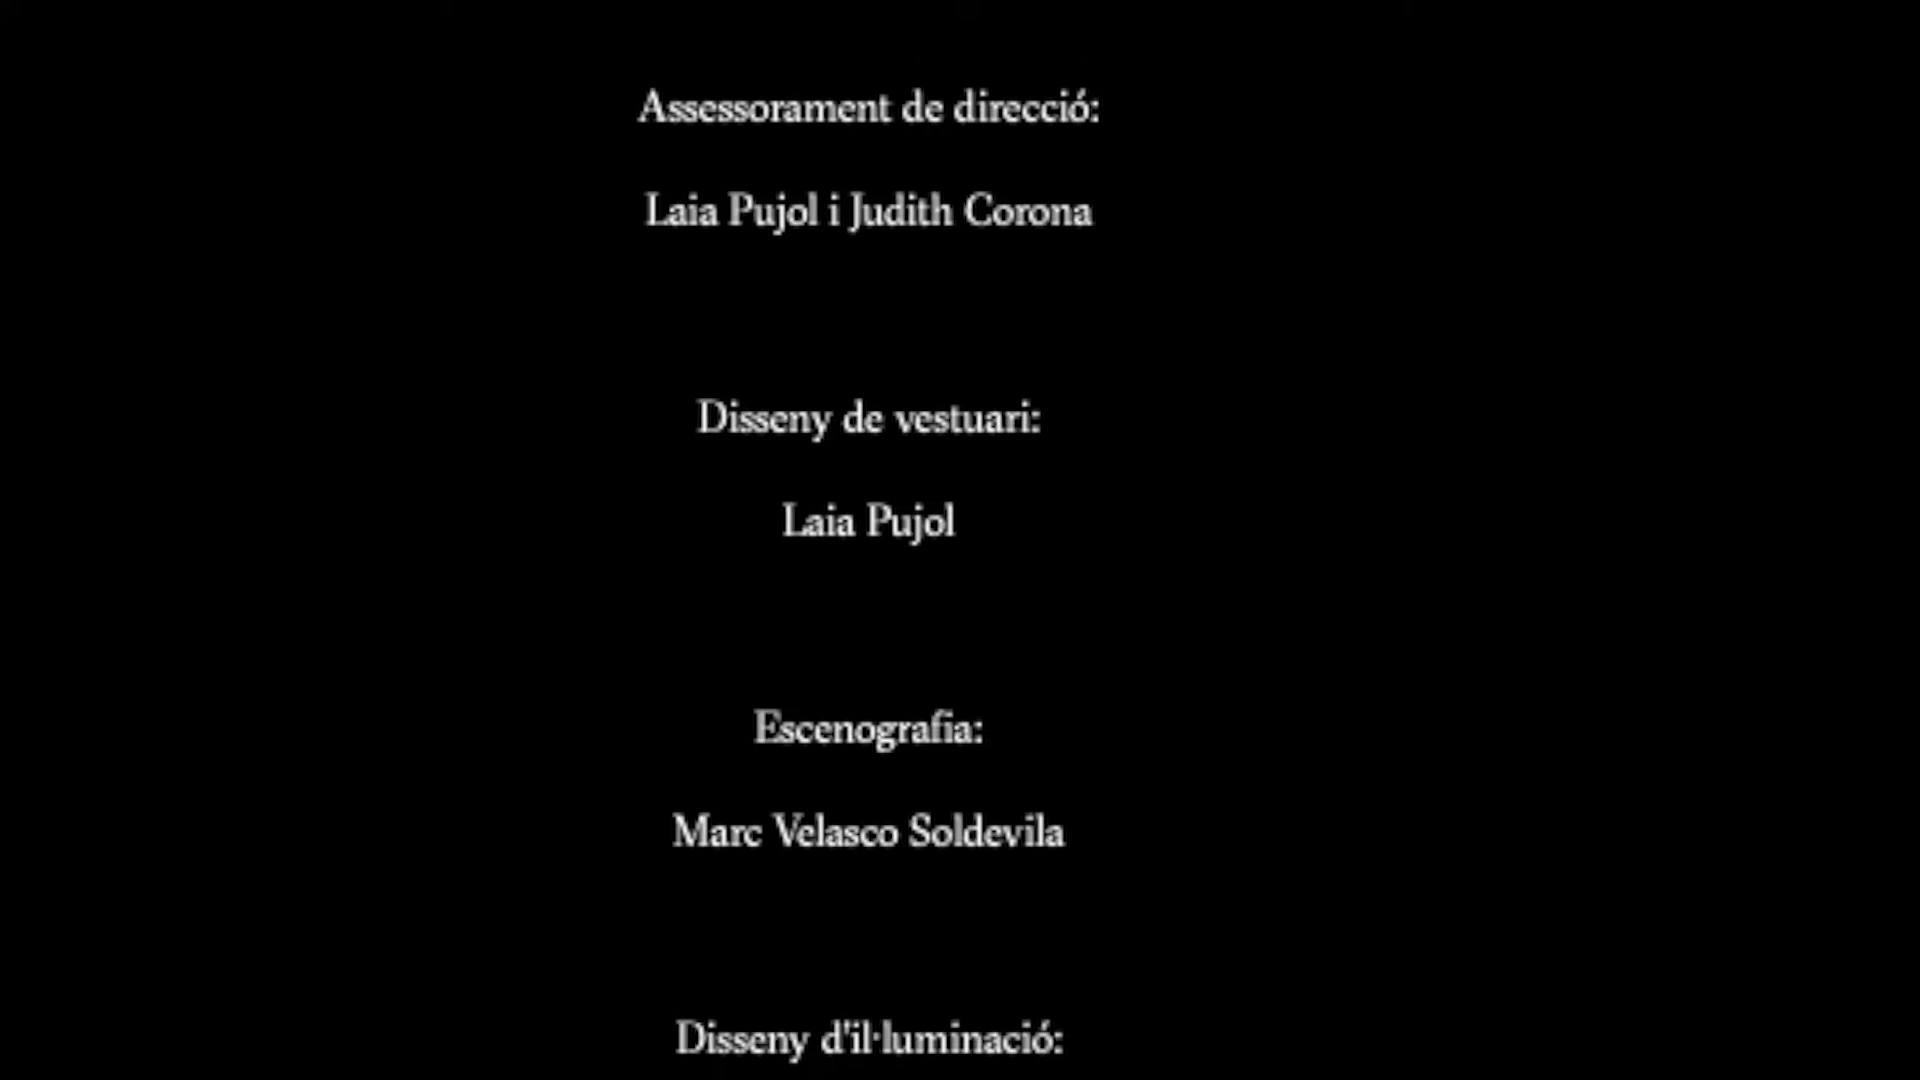 Assessorament de direcció:
Laia Pujol i Judith Corona
Disseny de vestuari:
Laia Pujol
Escenografia:
Marc Velasco Soldevila
Disseny d'il·luminació: